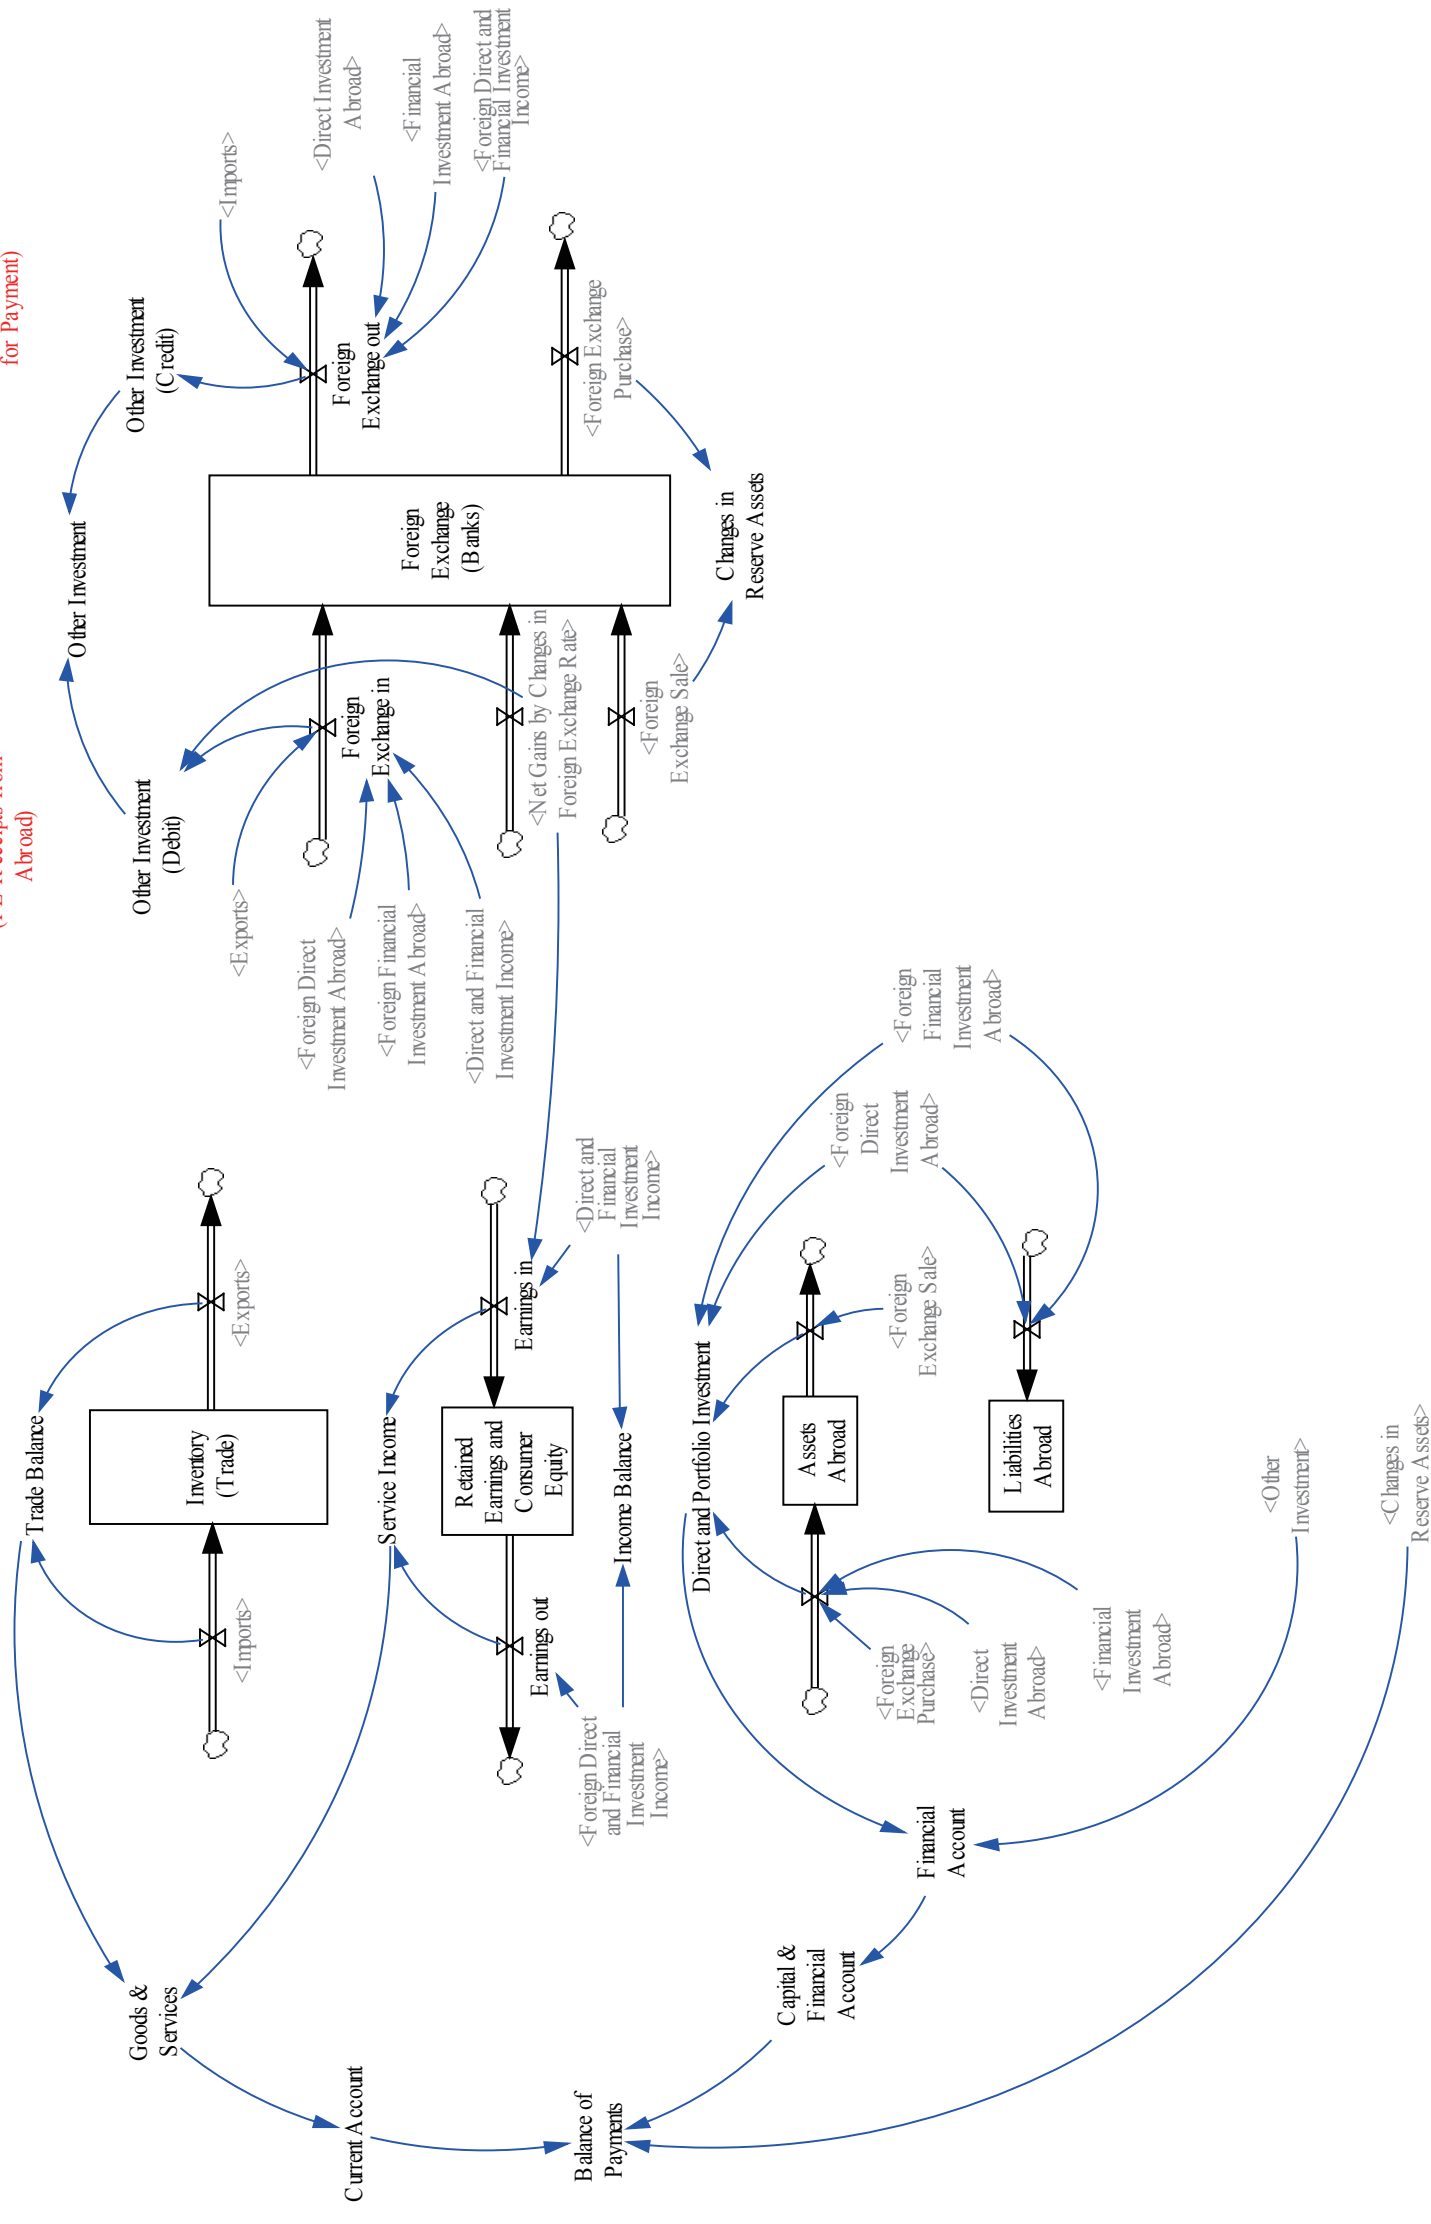 Goods &
Services
Current Account
Balance of
Payments
Capital &
Financial
Account
Financial
Account
Trade Balance
<Imports>
Inventory
(Trade)
<Exports>
Service Income
Earnings out
Retained
Earnings and
Consumer
Equity
Earnings in
<Foreign Direct
and Financial
Investment
Income>
Income Balance
<Direct and
Financial
Investment
Income>
Direct and Portfolio Investment
<Foreign
Exchange
Purchase>
<Direct
Investment
Abroad>
<Financial
Investment
Abroad>
Assets
Abroad
<Foreign
Exchange Sale>
Liabilities
Abroad
<Foreign
Direct
Investment
Abroad>
<Foreign
Financial
Investment
Abroad>
<Other
Investment>
<Changes in
Reserve Assets>
Abroad)
for Payment)
Other Investment
Other Investment
(Debit)
Other Investment
(Credit)
<Exports>
<Foreign Direct
Investment Abroad>
<Foreign Financial
Investment Abroad>
<Direct and Financial
Investment Income>
Foreign
Exchange in
<Net Gains by Changes in
Foreign Exchange Rate>
<Foreign
Exchange Sale>
Foreign
Exchange
(Banks)
Changes in
Reserve Assets
Foreign
Exchange out
<Foreign Exchange
Purchase>
<Imports>
<Direct Investment
Abroad>
<Financial
Investment Abroad>
<Foreign Direct and
Financial Investment
Income>